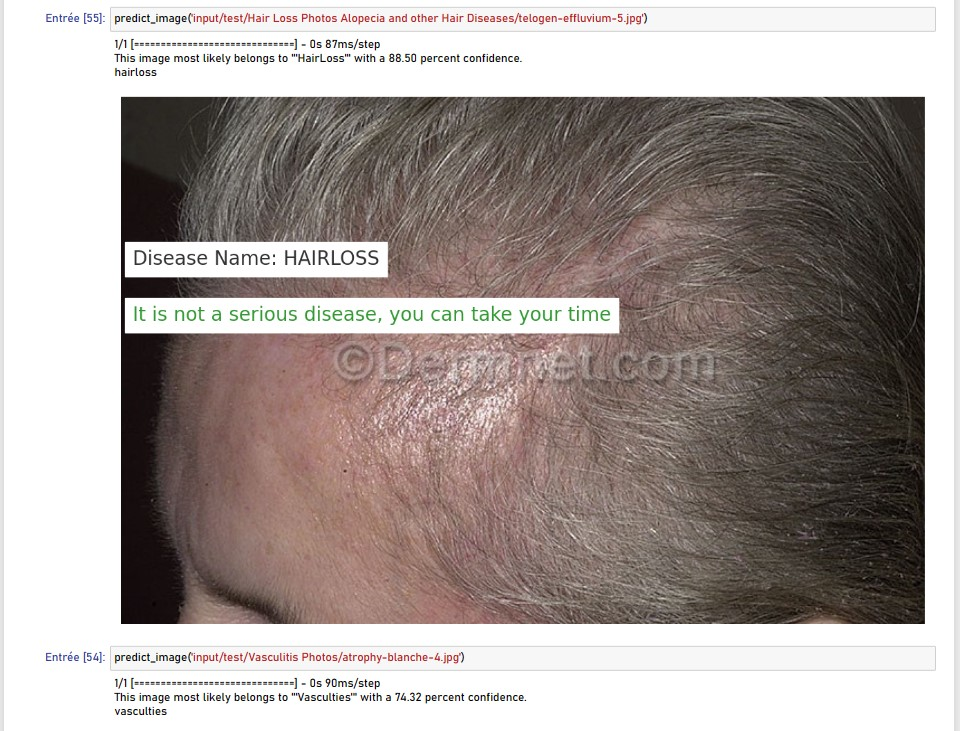 Entrée [55]: predict_image('input/test/Hair Loss Photos Alopecia and other Hair Diseases/telogen-effluvium-5.jpg')
1/1 [==============================] - 0s 87ms/step
This image most likely belongs to "'HairLoss'" with a 88.50 percent confidence.
hairloss
Disease Name: HAIRLOSS
It is not a serious disease, you can take your time
©Dermnet.com
Entrée [54]: predict_image('input/test/Vasculitis Photos/atrophy-blanche-4.jpg')
1/1 [==============================] - 0s 90ms/step
This image most likely belongs to "'Vasculties'" with a 74.32 percent confidence.
vasculties